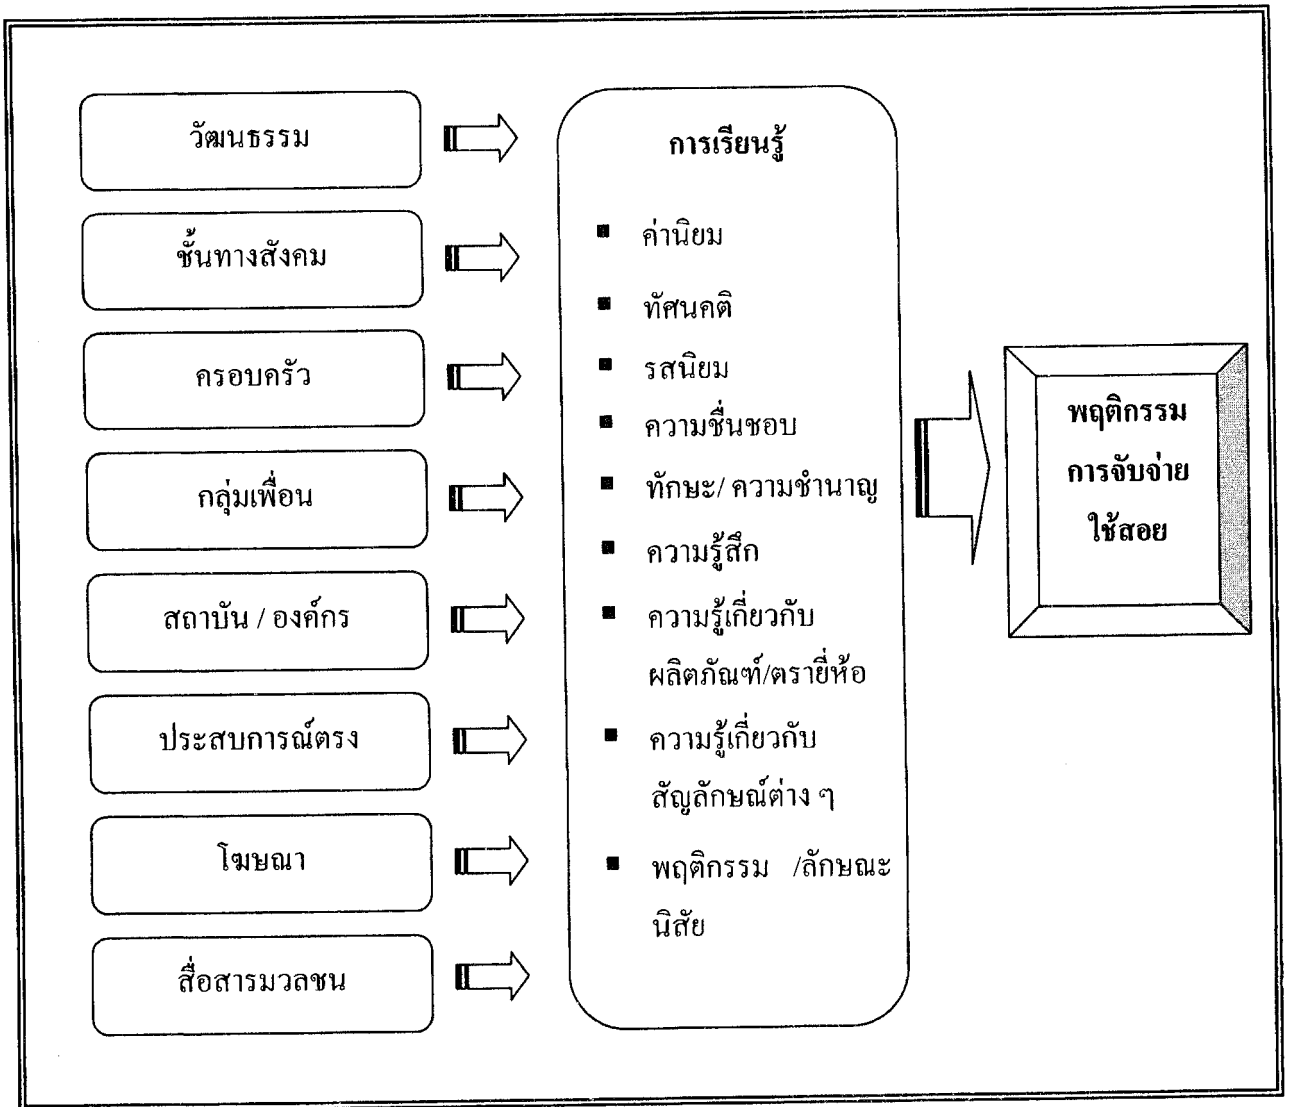 วัฒนธรรม
ชั้นทางสังคม
ครอบครัว
กลุ่มเพื่อน
สถาบัน / องค์กร
ประสบการณ์ตรง
โฆษณา
สื่อสารมวลชน
การเรียนรู้
▪ ค่านิยม
▪ ทัศนคติ
▪ รสนิยม
▪ ความชื่นชอบ
▪ ทักษะ/ ความชำนาญ
▪ ความรู้สึก
▪ ความรู้เกี่ยวกับ
ผลิตภัณฑ์/ตรายี่ห้อ
▪ ความรู้เกี่ยวกับ
สัญลักษณ์ต่าง ๆ
▪ พฤติกรรม /ลักษณะ
นิสัย
พฤติกรรม
การจับจ่าย
ใช้สอย